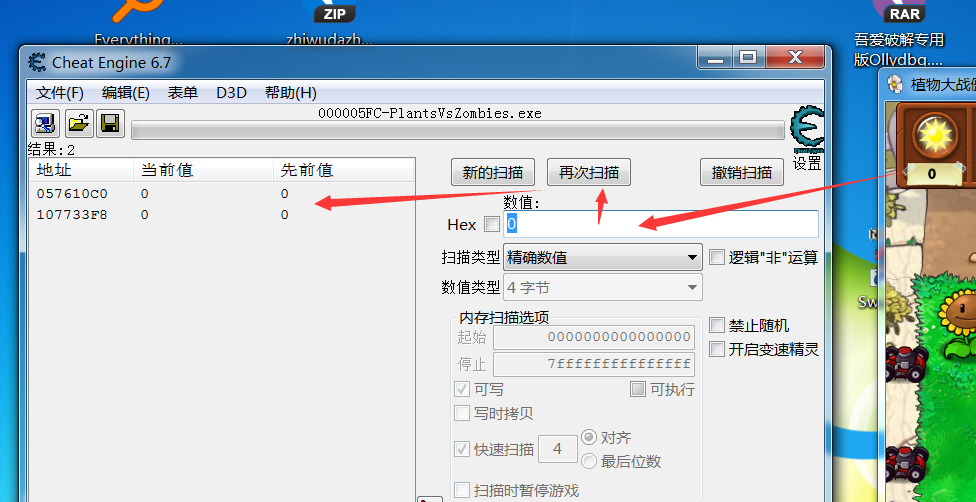 Everything...
ZIP
zhiwudazh...
RAR
吾爱破解专用
版Ollydbg....
Cheat Engine 6.7
文件(F) 编辑(E) 表单 D3D 帮助(H)
000005FC-PlantsVsZombies.exe
结果:2
设置
地址 当前值 先前值
057610C0 0 0
107733F8 0 0
新的扫描 再次扫描 撤销扫描
数值:
Hex 0
扫描类型 精确数值 逻辑"非"运算
数值类型 4 字节
内存扫描选项
起始 0000000000000000
停止 7fffffffffffffff
可写 可执行
写时拷贝
快速扫描 4 对齐
最后位数
扫描时暂停游戏
禁止随机
开启变速精灵
植物大战
0
Sw